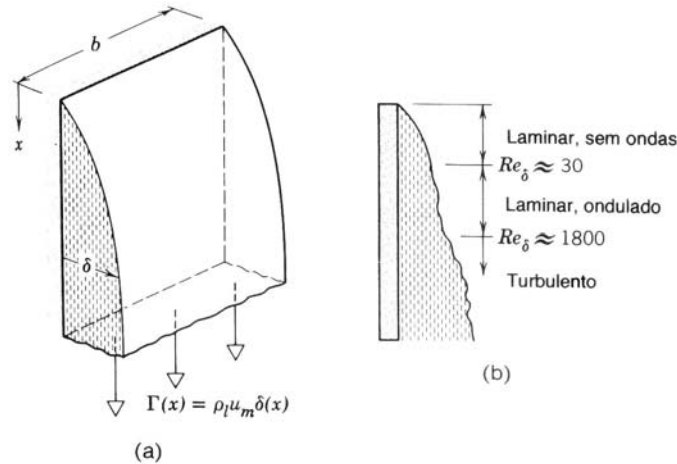 b
x
δ
Γ(x) = ρ_l u_m δ(x)
(a)
Laminar, sem ondas
Re_δ ≈ 30
Laminar, ondulado
Re_δ ≈ 1800
Turbulento
(b)